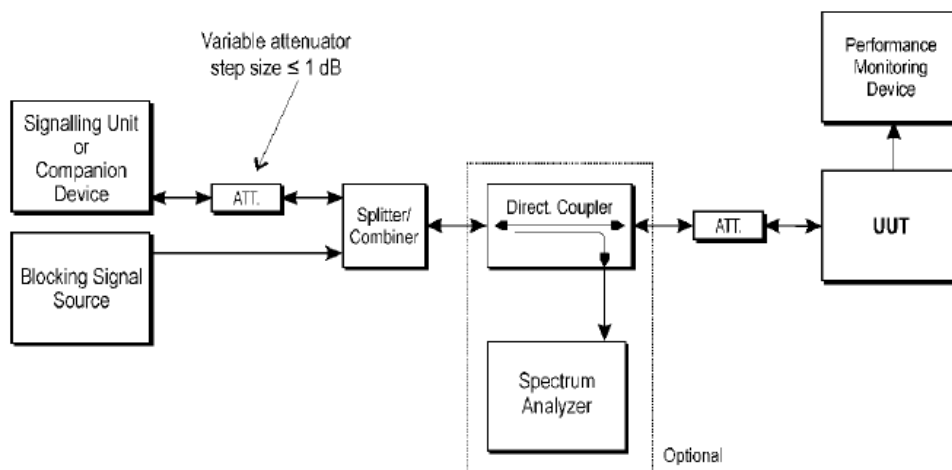 Variable attenuator
step size ≤ 1 dB
Performance
Monitoring
Device
Signalling Unit
or
Companion
Device
ATT.
Splitter/
Combiner
Direct. Coupler
ATT.
UUT
Blocking Signal
Source
Spectrum
Analyzer
Optional